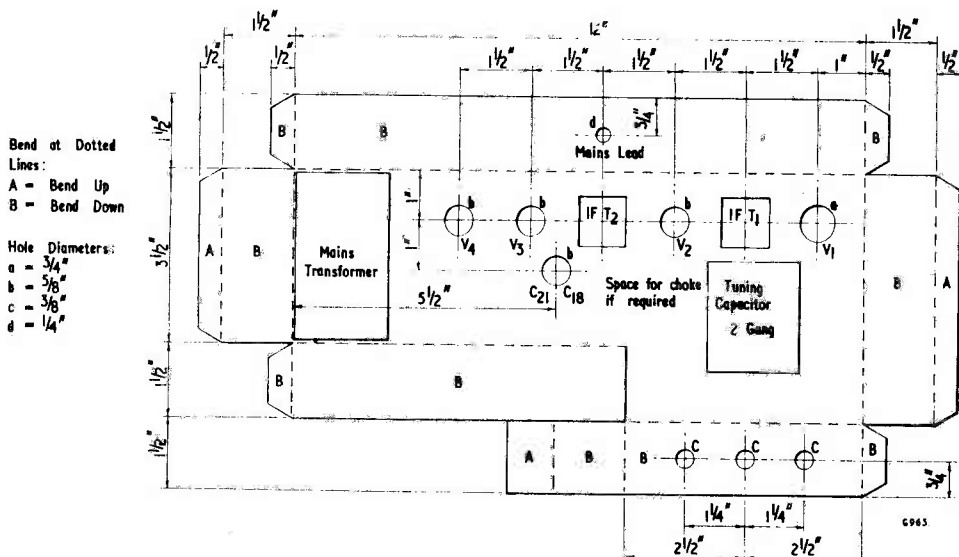 1½"
12"
1½"
½"
½"
1½"
1½"
1½"
1½"
1½"
1"
½"
½"
1½"
B
B
d
Mains Lead
3/4"
B
Bend at Dotted
Lines:
A = Bend Up
B = Bend Down
Hole Diameters:
a = 3/4"
b = 5/8"
c = 3/8"
d = 1/4"
3½"
A
B
Mains
Transformer
1"
1"
b
V4
b
V3
IF T2
b
V2
IF T1
a
V1
b
C21 C18
5½"
Space for choke
if required
Tuning
Capacitor
2 Gang
B
A
1½"
B
B
1½"
A
B
B
C
C
C
B
3/4"
1¼"
1¼"
2½"
2½"
G963